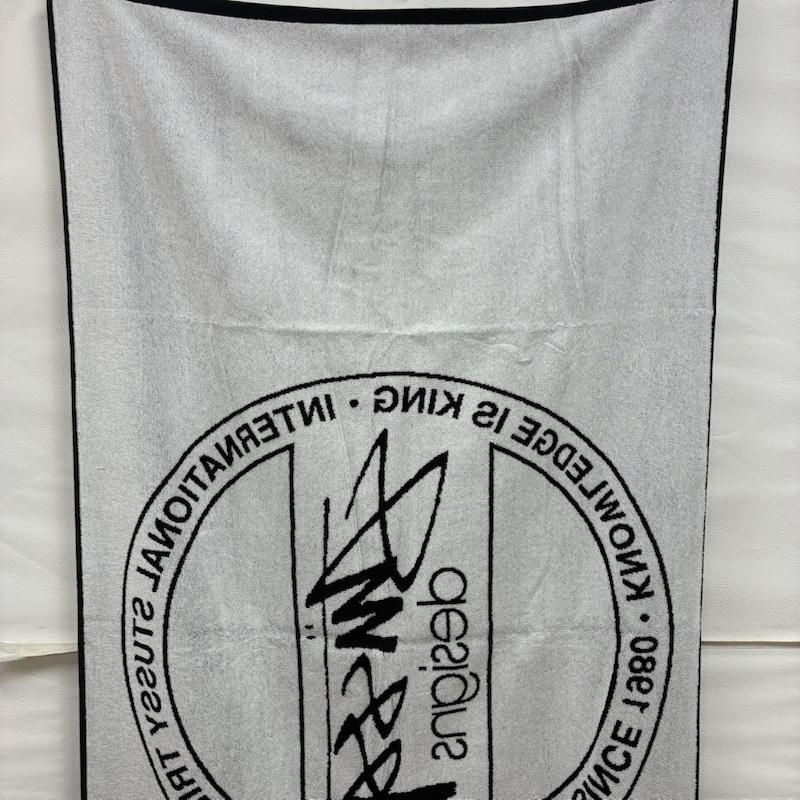 SINCE 1980 • KNOWLEDGE IS KING • INTERNATIONAL STUSSY
designs